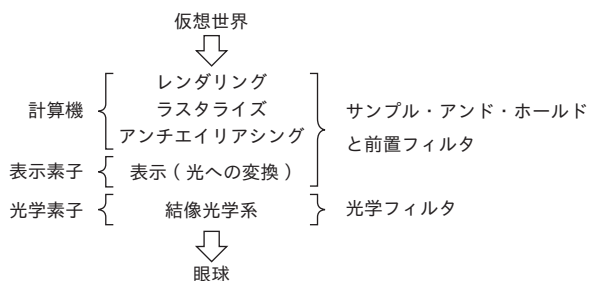 仮想世界
計算機
レンダリング
ラスタライズ
アンチエイリアシング
サンプル・アンド・ホールド
と前置フィルタ
表示素子
表示 ( 光への変換 )
光学素子
結像光学系
光学フィルタ
眼球